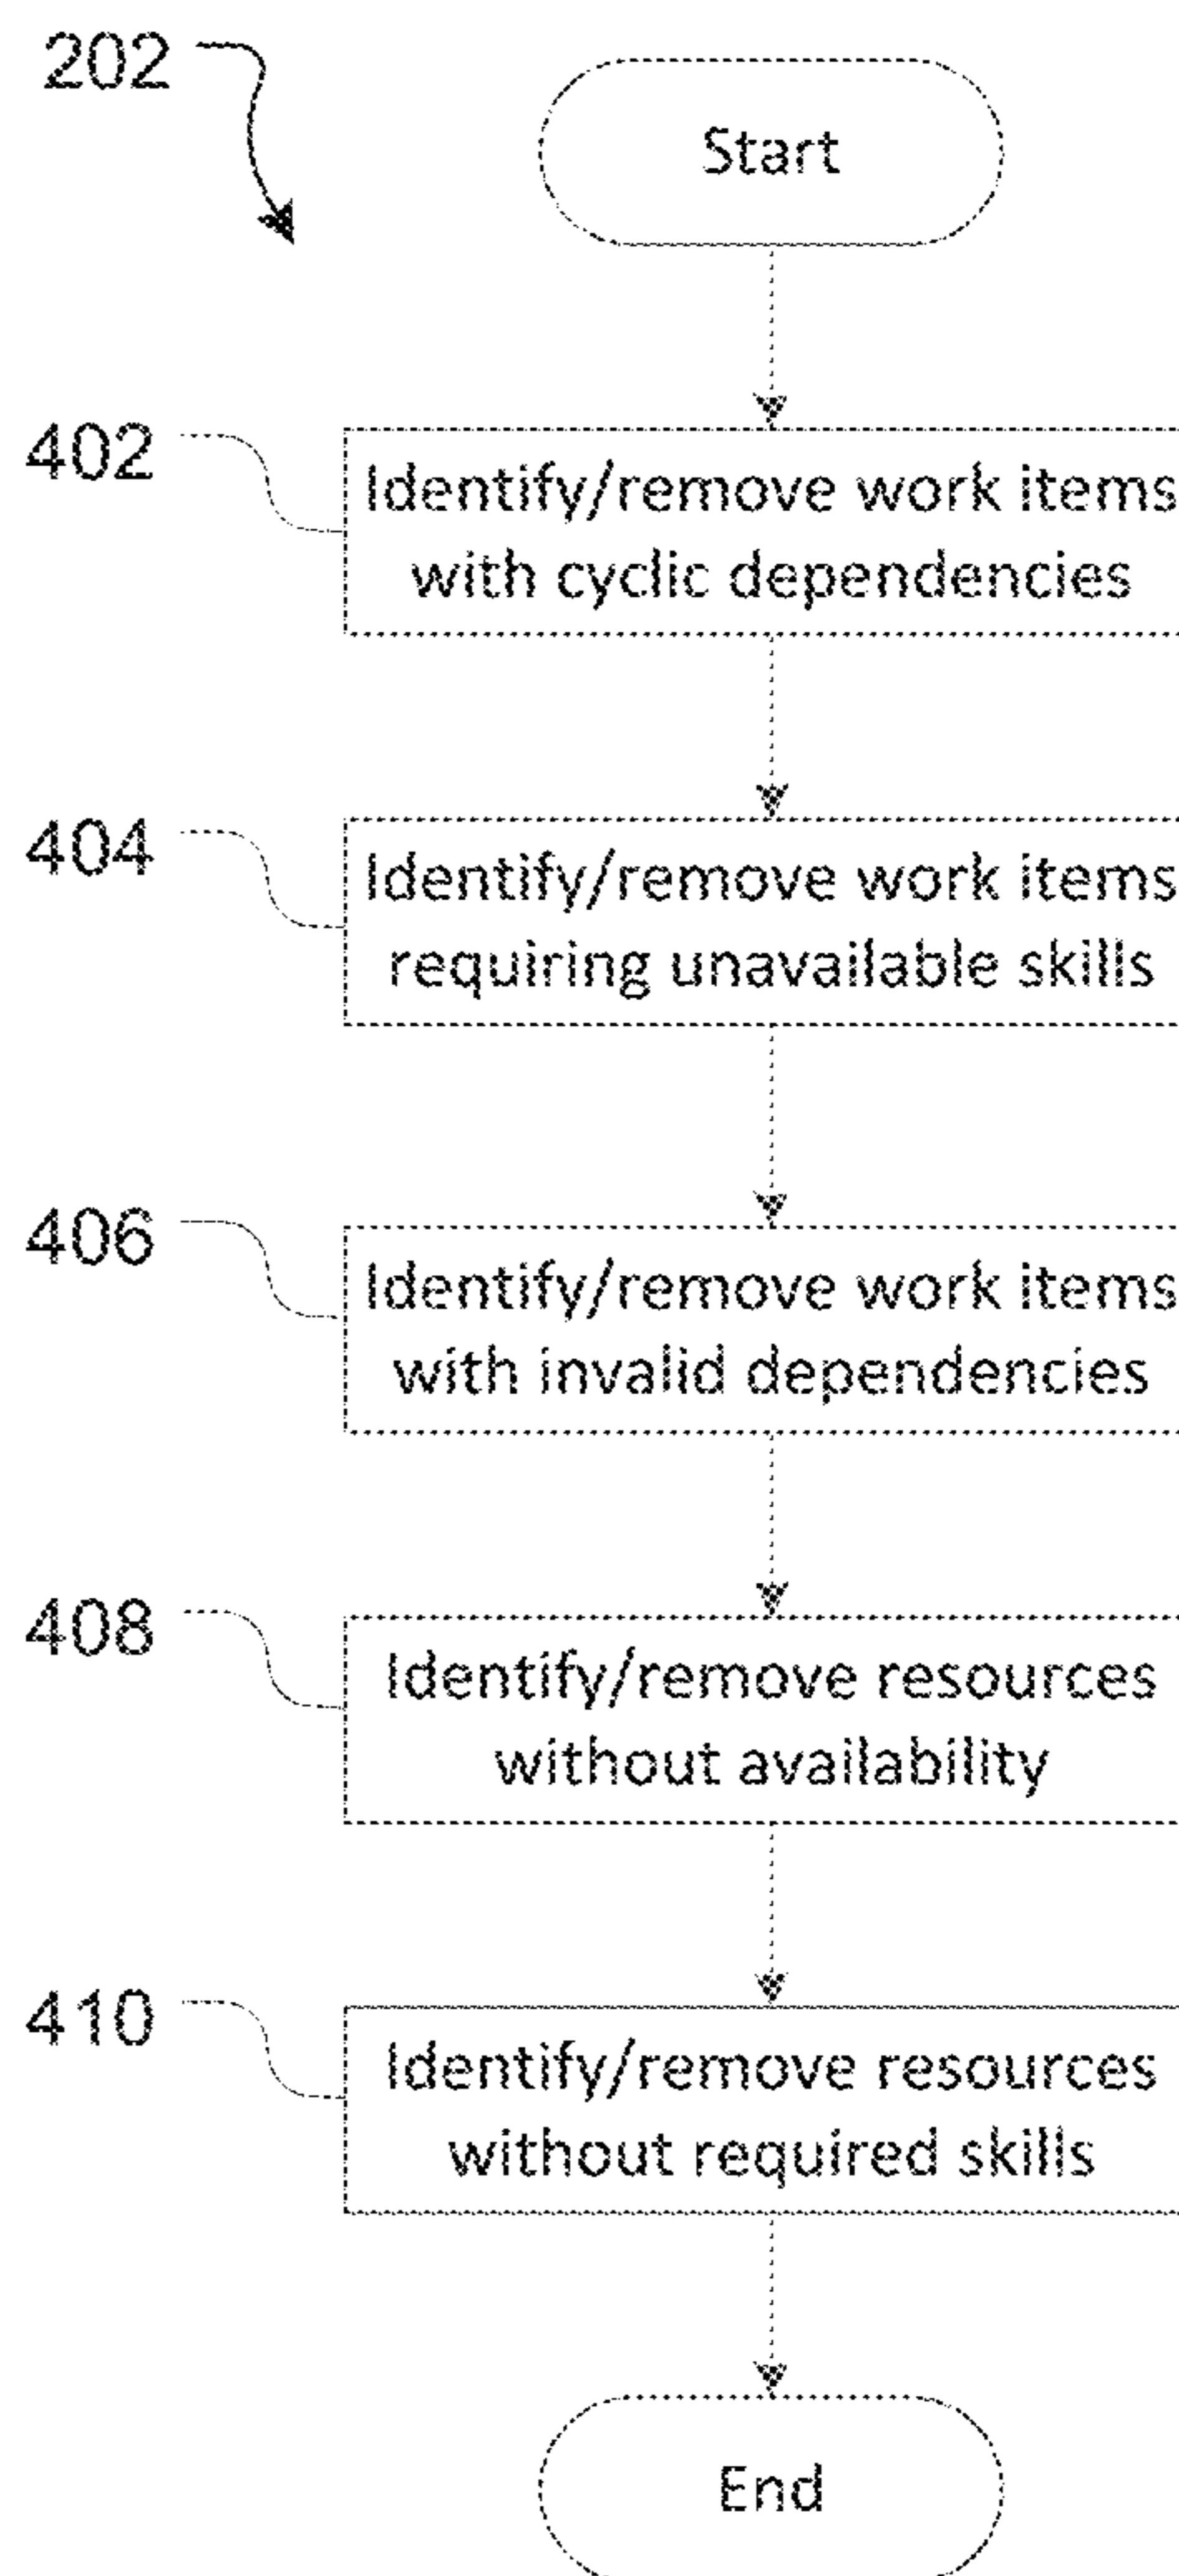 202
Start
402
Identify/remove work items
with cyclic dependencies
404
Identify/remove work items
requiring unavailable skills
406
Identify/remove work items
with invalid dependencies
408
Identify/remove resources
without availability
410
Identify/remove resources
without required skills
End